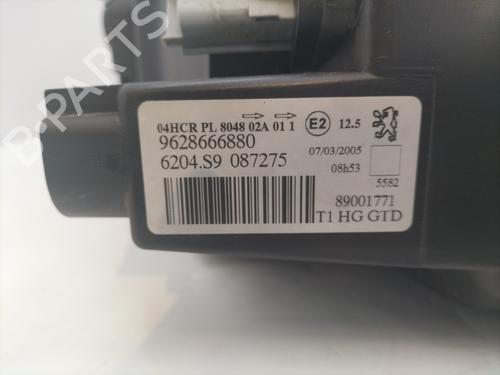 B-PARTS
04HCR PL 8048 02A 01 1
E2
12.5
9628666880
07/03/2005
6204.S9 087275
08h53
5582
89001771
T1 HG GTD